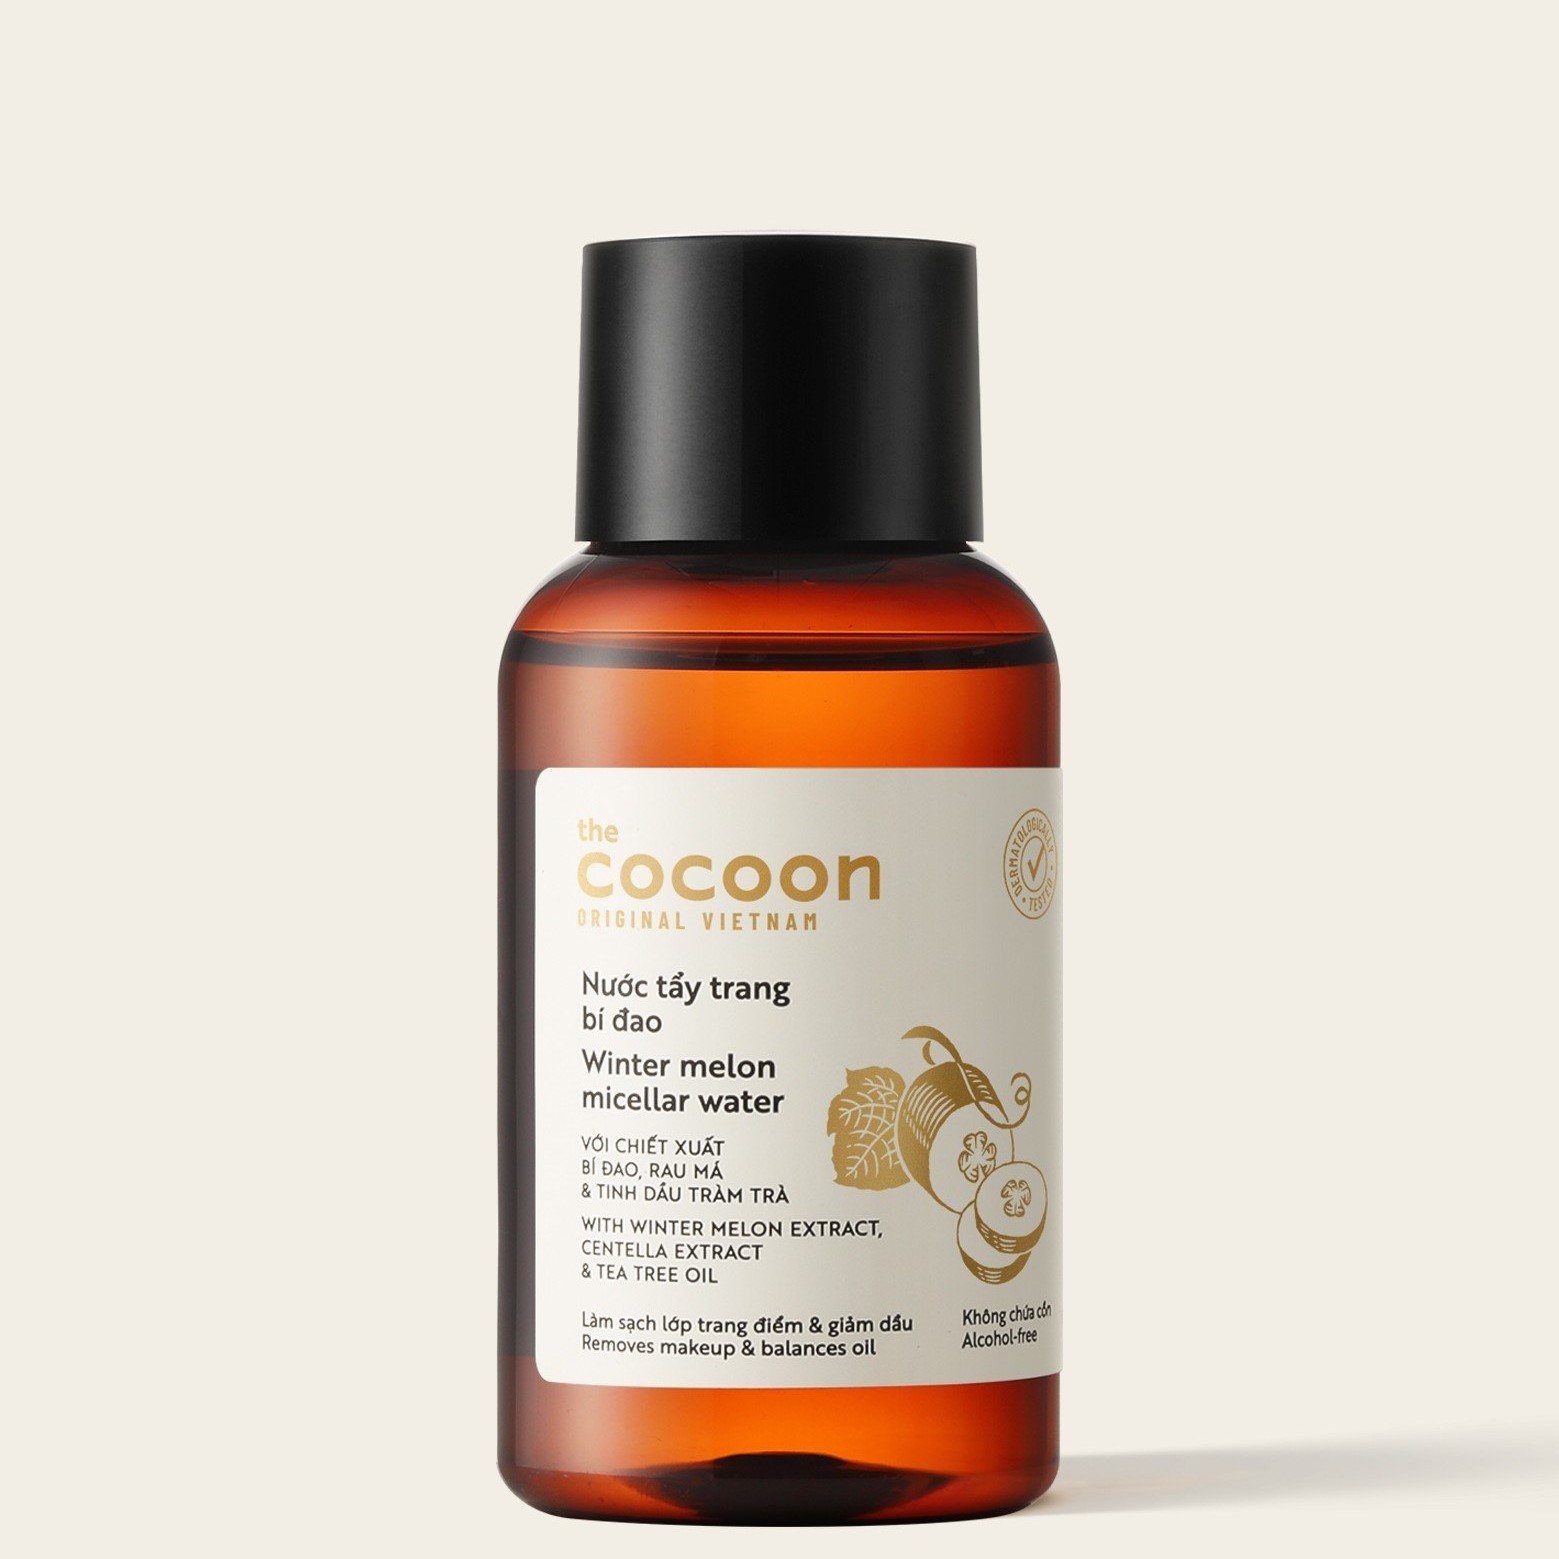 the
cocoon
ORIGINAL VIETNAM
DERMATOLOGICALLY
TESTED
Nước tẩy trang
bí đao
Winter melon
micellar water
VỚI CHIẾT XUẤT
BÍ ĐAO, RAU MÁ
& TINH DẦU TRÀM TRÀ
WITH WINTER MELON EXTRACT,
CENTELLA EXTRACT
& TEA TREE OIL
Làm sạch lớp trang điểm & giảm dầu
Removes makeup & balances oil
Không chứa cồn
Alcohol-free